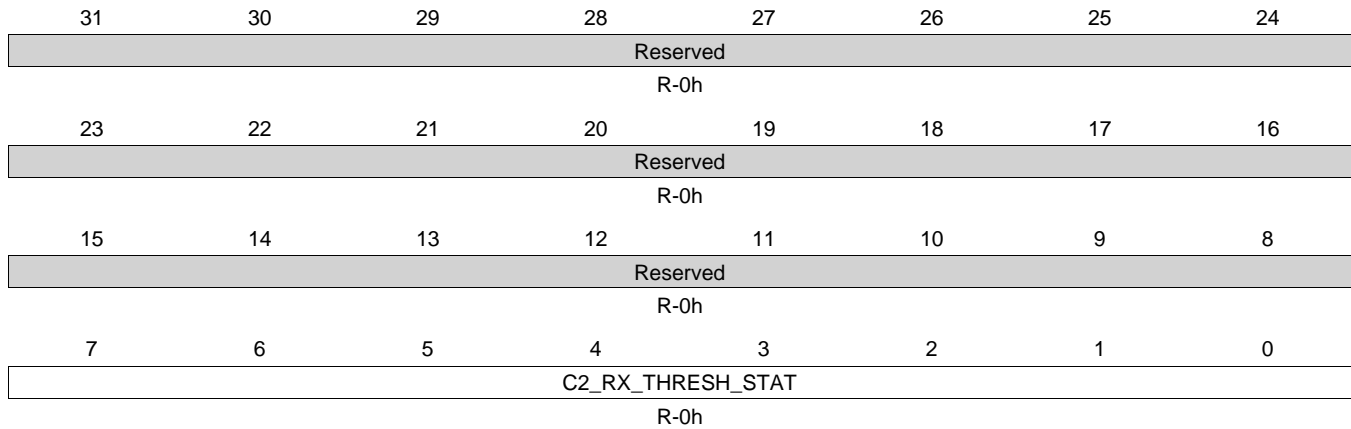 31 30 29 28 27 26 25 24
Reserved
R-0h
23 22 21 20 19 18 17 16
Reserved
R-0h
15 14 13 12 11 10 9 8
Reserved
R-0h
7 6 5 4 3 2 1 0
C2_RX_THRESH_STAT
R-0h